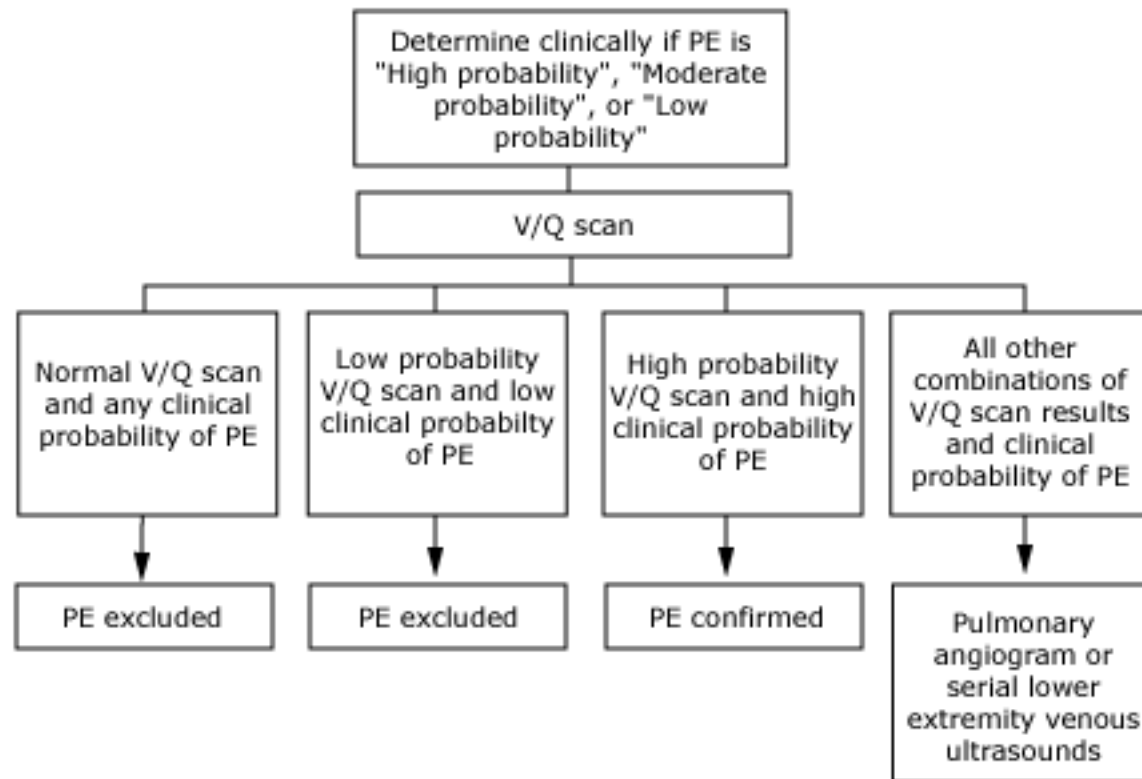 Determine clinically if PE is
"High probability", "Moderate
probability", or "Low
probability"
V/Q scan
Normal V/Q scan
and any clinical
probability of PE
Low probability
V/Q scan and low
clinical probabilty
of PE
High probability
V/Q scan and high
clinical probability
of PE
All other
combinations of
V/Q scan results
and clinical
probability of PE
PE excluded
PE excluded
PE confirmed
Pulmonary
angiogram or
serial lower
extremity venous
ultrasounds